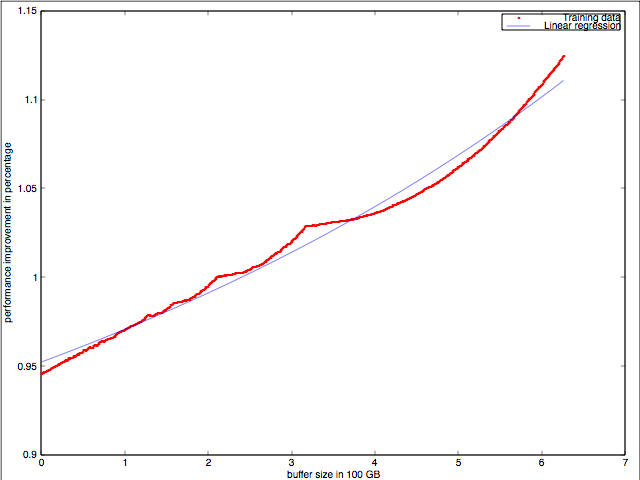 1.15
1.1
1.05
1
0.95
0.9
performance improvement in percentage
Training data
Linear regression
0 1 2 3 4 5 6 7
buffer size in 100 GB